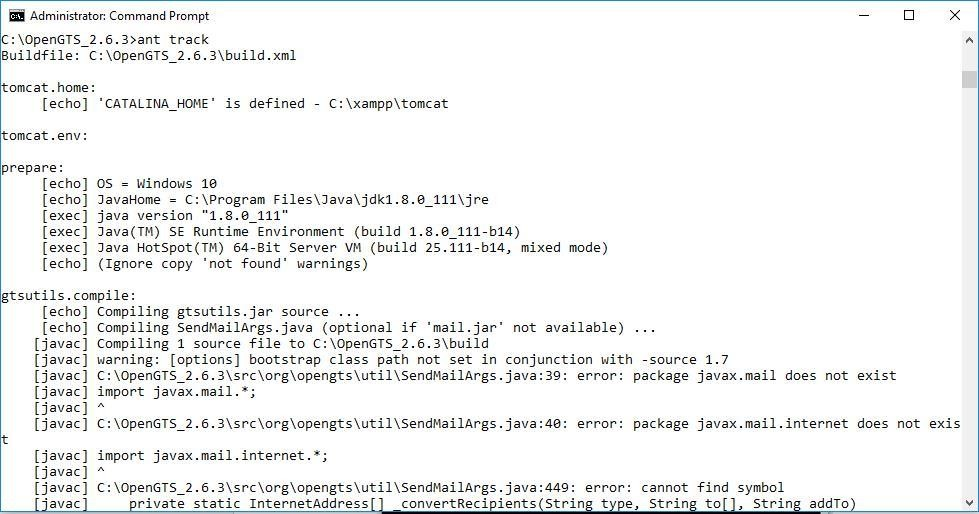 Administrator: Command Prompt
C:\OpenGTS_2.6.3>ant track
Buildfile: C:\OpenGTS_2.6.3\build.xml
tomcat.home:
[echo] 'CATALINA_HOME' is defined - C:\xampp\tomcat
tomcat.env:
prepare:
[echo] OS = Windows 10
[echo] JavaHome = C:\Program Files\Java\jdk1.8.0_111\jre
[exec] java version "1.8.0_111"
[exec] Java(TM) SE Runtime Environment (build 1.8.0_111-b14)
[exec] Java HotSpot(TM) 64-Bit Server VM (build 25.111-b14, mixed mode)
[echo] (Ignore copy 'not found' warnings)
gtsutils.compile:
[echo] Compiling gtsutils.jar source ...
[echo] Compiling SendMailArgs.java (optional if 'mail.jar' not available) ...
[javac] Compiling 1 source file to C:\OpenGTS_2.6.3\build
[javac] warning: [options] bootstrap class path not set in conjunction with -source 1.7
[javac] C:\OpenGTS_2.6.3\src\org\opengts\util\SendMailArgs.java:39: error: package javax.mail does not exist
[javac] import javax.mail.*;
[javac] ^
[javac] C:\OpenGTS_2.6.3\src\org\opengts\util\SendMailArgs.java:40: error: package javax.mail.internet does not exis
t
[javac] import javax.mail.internet.*;
[javac] ^
[javac] C:\OpenGTS_2.6.3\src\org\opengts\util\SendMailArgs.java:449: error: cannot find symbol
[javac]     private static InternetAddress[] _convertRecipients(String type, String to[], String addTo)